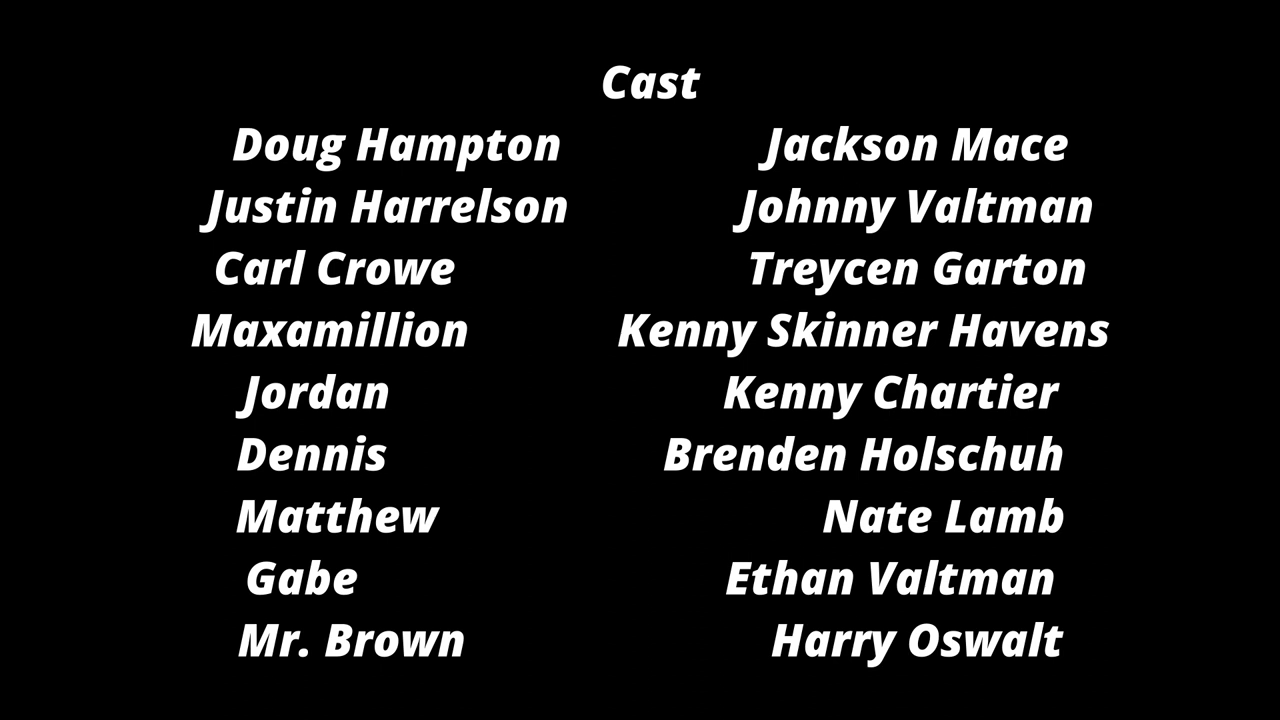 Cast
Doug Hampton Jackson Mace
Justin Harrelson Johnny Valtman
Carl Crowe Treycen Garton
Maxamillion Kenny Skinner Havens
Jordan Kenny Chartier
Dennis Brenden Holschuh
Matthew Nate Lamb
Gabe Ethan Valtman
Mr. Brown Harry Oswalt